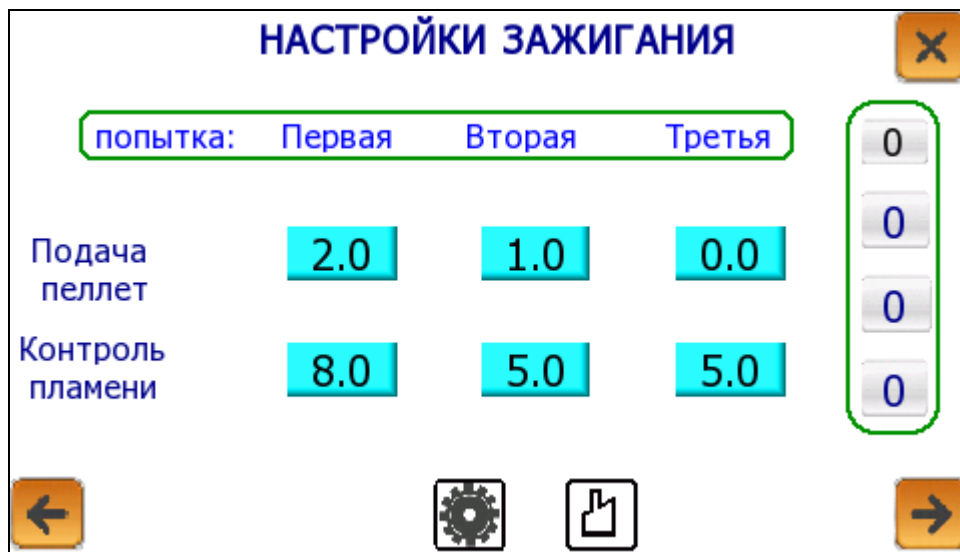 НАСТРОЙКИ ЗАЖИГАНИЯ
попытка: Первая Вторая Третья
0
0
Подача
пеллет
2.0 1.0 0.0
0
Контроль
пламени
8.0 5.0 5.0
0